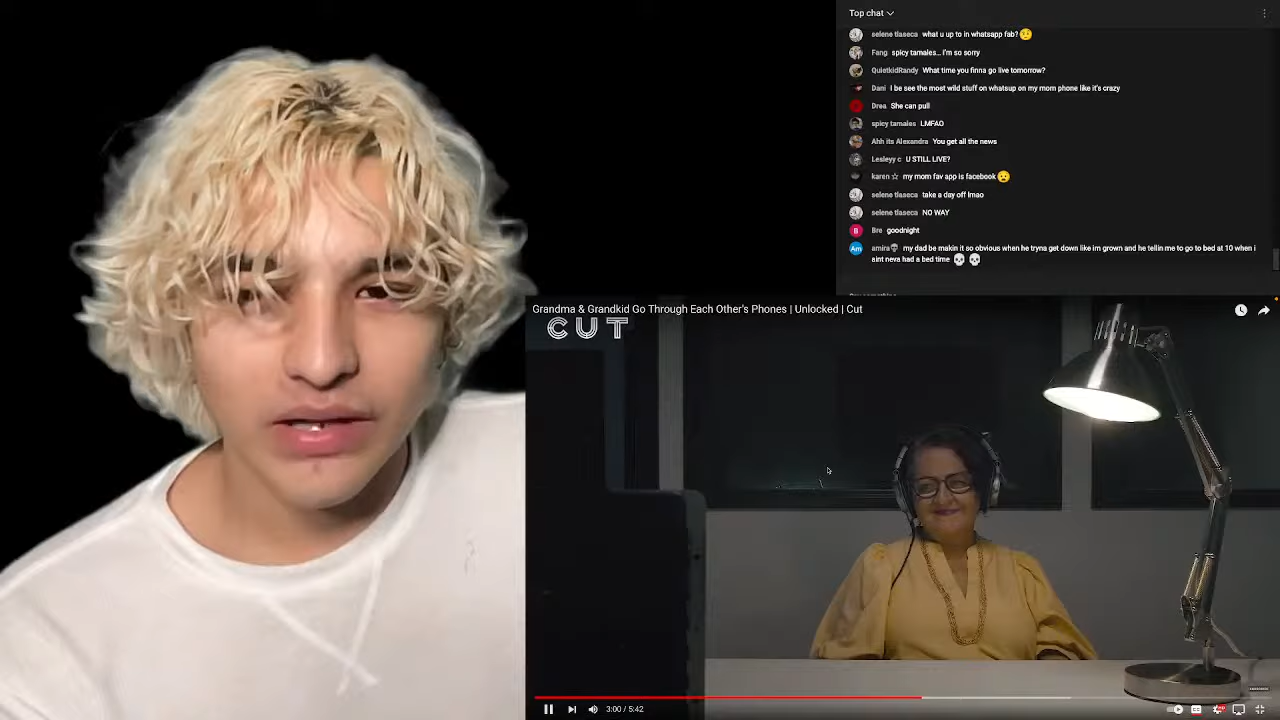 Top chat
selene tlaseca what u up to in whatsapp fab?
Fang spicy tamales... I'm so sorry
QuietkidRandy What time you finna go live tomorrow?
Dani I be see the most wild stuff on whatsup on my mom phone like it's crazy
Drea She can pull
spicy tamales LMFAO
Ahh its Alexandra You get all the news
Lesleyy c U STILL LIVE?
karen ☆ my mom fav app is facebook
selene tlaseca take a day off lmao
selene tlaseca NO WAY
B
Bre goodnight
Am
amira💀 my dad be makin it so obvious when he tryna get down like im grown and he tellin me to go to bed at 10 when i
aint neva had a bed time 💀 💀
Grandma & Grandkid Go Through Each Other's Phones | Unlocked | Cut
CUT
3:00 / 5:42
CC